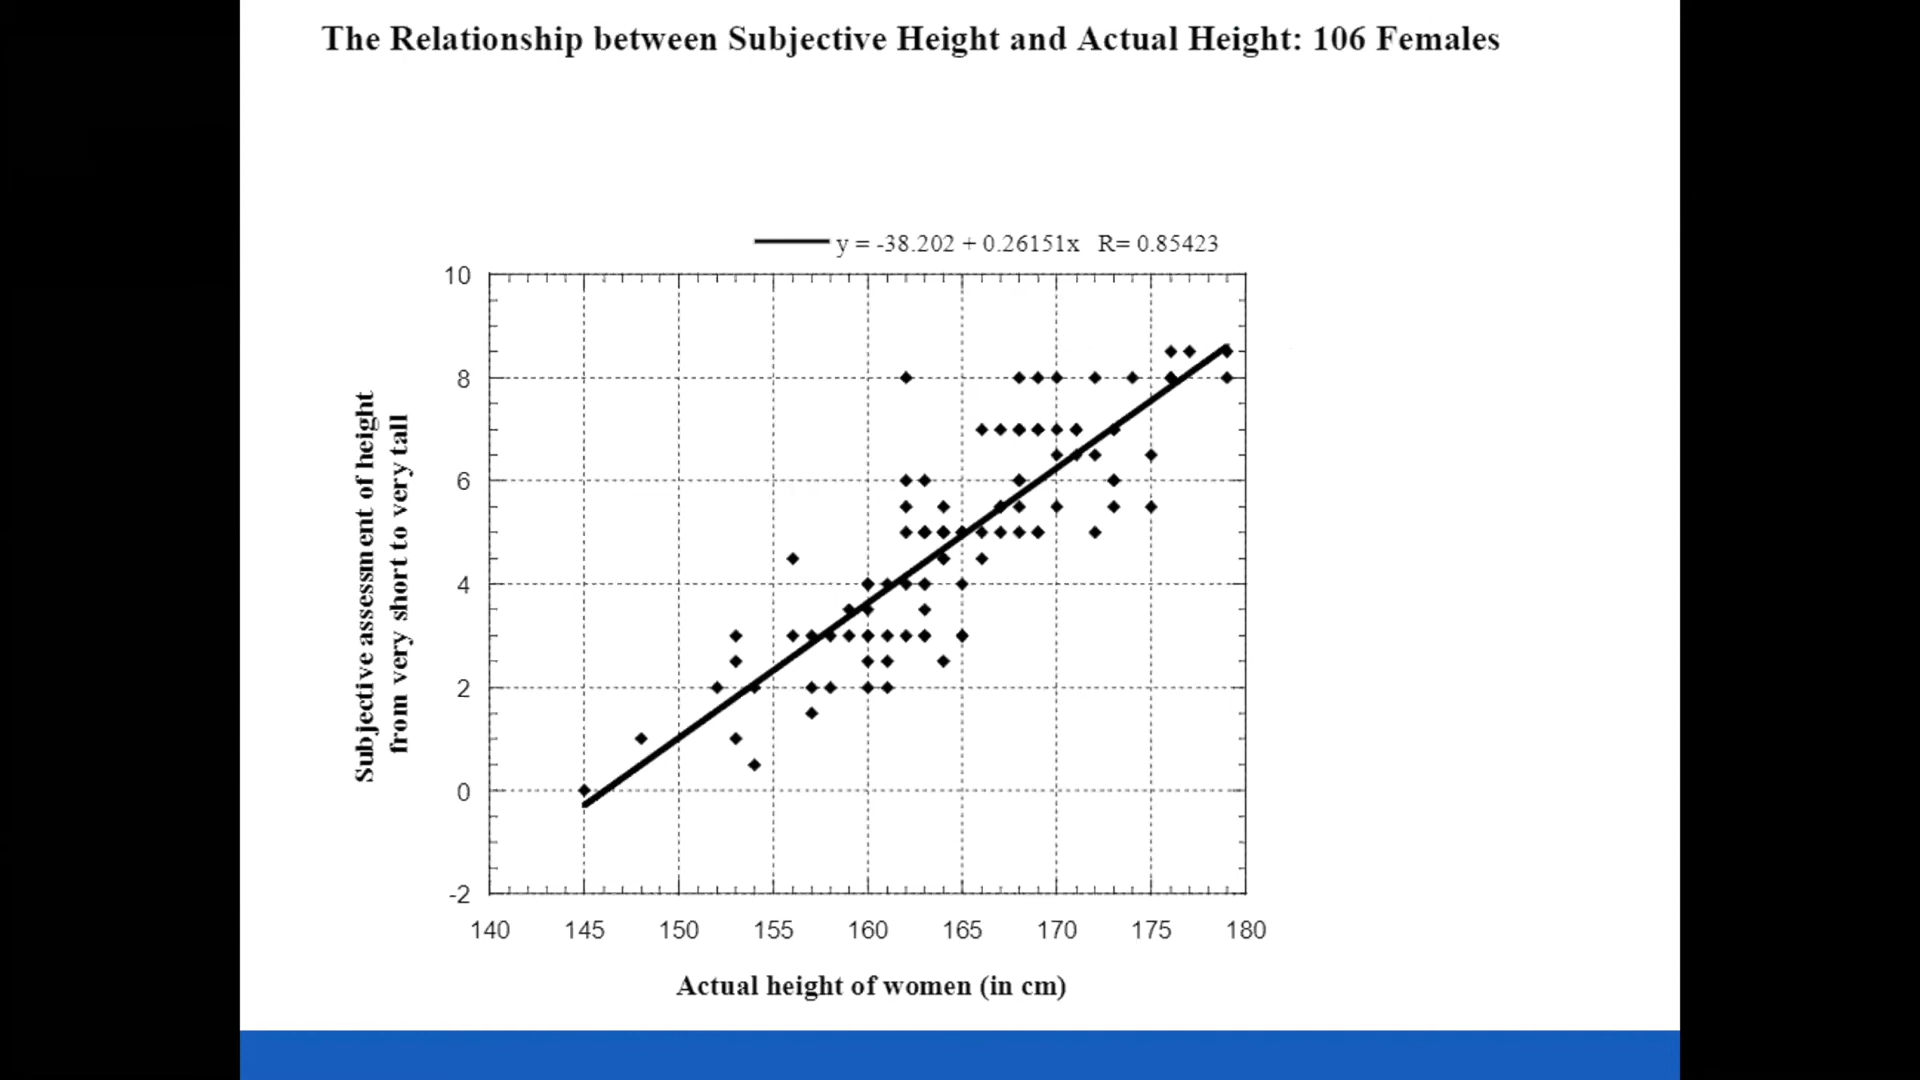 The Relationship between Subjective Height and Actual Height: 106 Females
y = -38.202 + 0.26151x R= 0.85423
10
8
6
4
2
0
-2
Subjective assessment of height
from very short to very tall
140 145 150 155 160 165 170 175 180
Actual height of women (in cm)